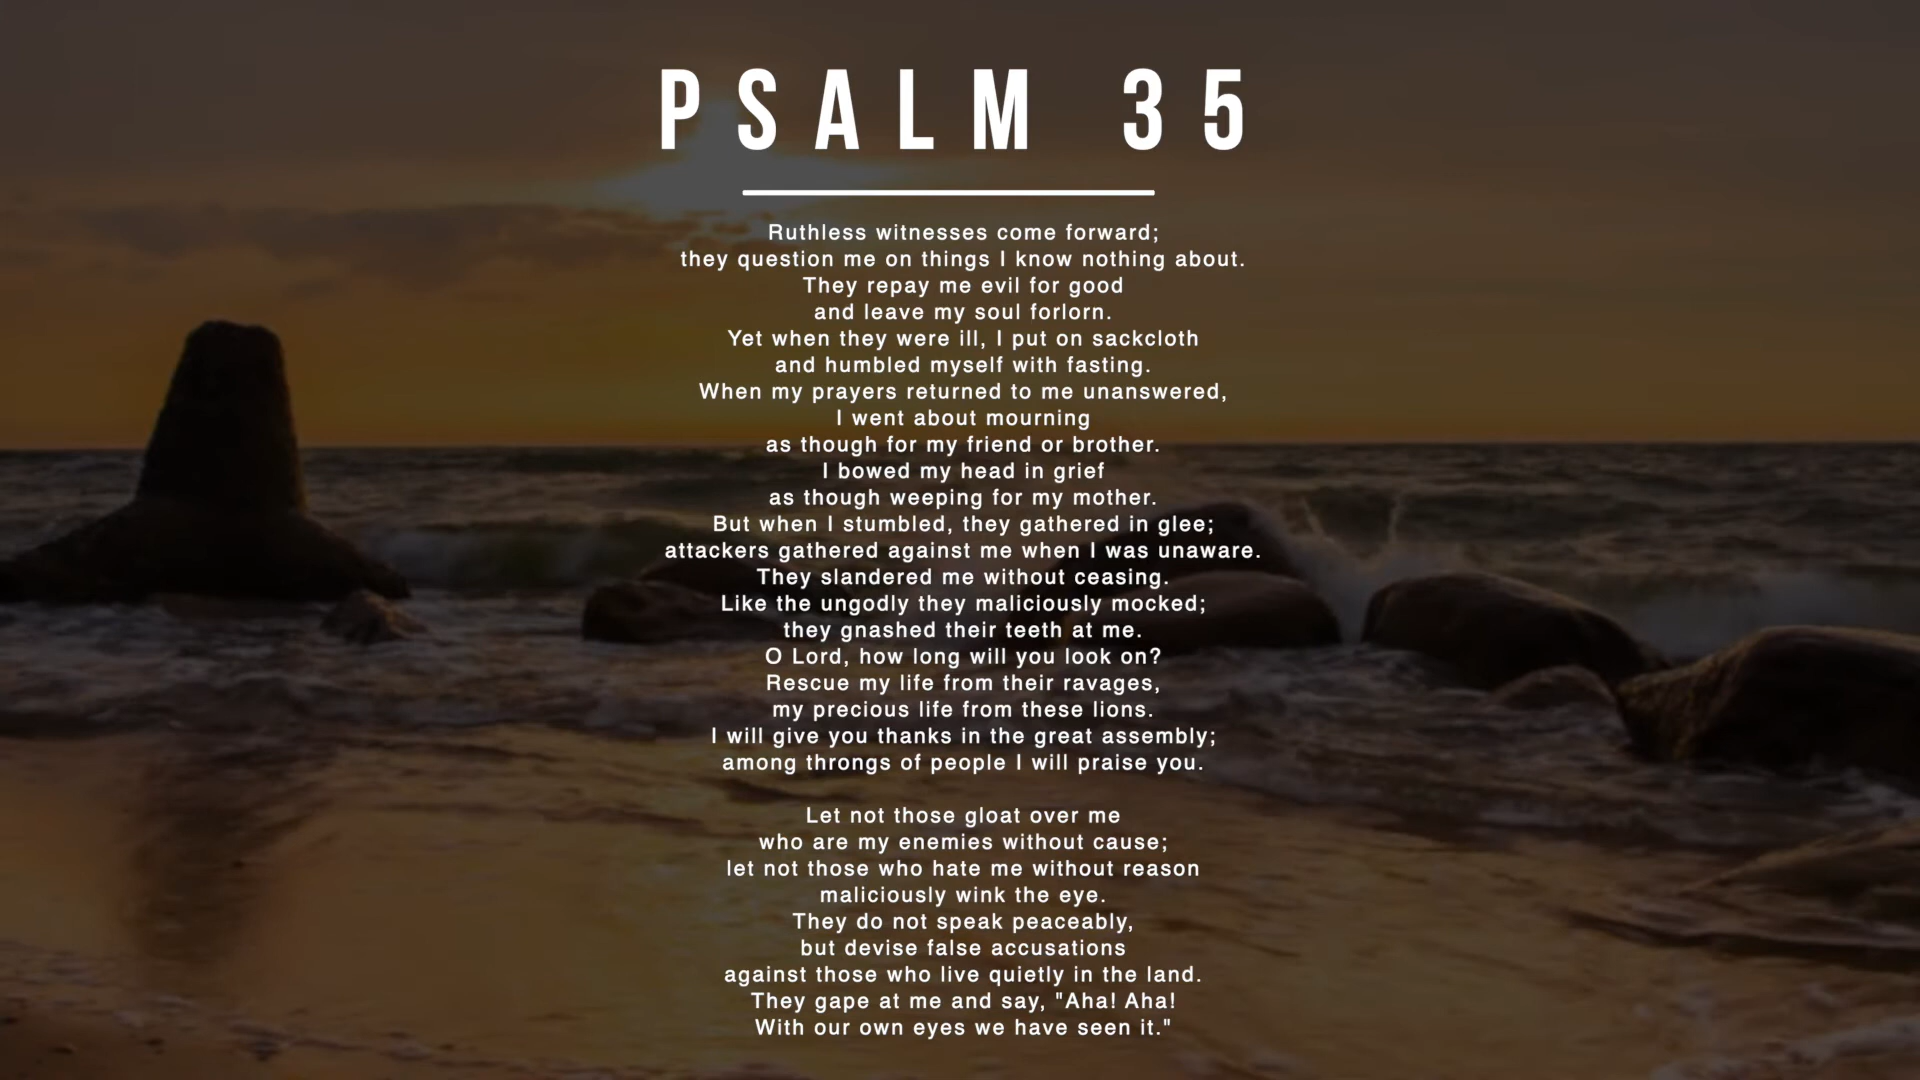 PSALM 35
Ruthless witnesses come forward;
they question me on things I know nothing about.
They repay me evil for good
and leave my soul forlorn.
Yet when they were ill, I put on sackcloth
and humbled myself with fasting.
When my prayers returned to me unanswered,
I went about mourning
as though for my friend or brother.
I bowed my head in grief
as though weeping for my mother.
But when I stumbled, they gathered in glee;
attackers gathered against me when I was unaware.
They slandered me without ceasing.
Like the ungodly they maliciously mocked;
they gnashed their teeth at me.
O Lord, how long will you look on?
Rescue my life from their ravages,
my precious life from these lions.
I will give you thanks in the great assembly;
among throngs of people I will praise you.
Let not those gloat over me
who are my enemies without cause;
let not those who hate me without reason
maliciously wink the eye.
They do not speak peaceably,
but devise false accusations
against those who live quietly in the land.
They gape at me and say, "Aha! Aha!
With our own eyes we have seen it."